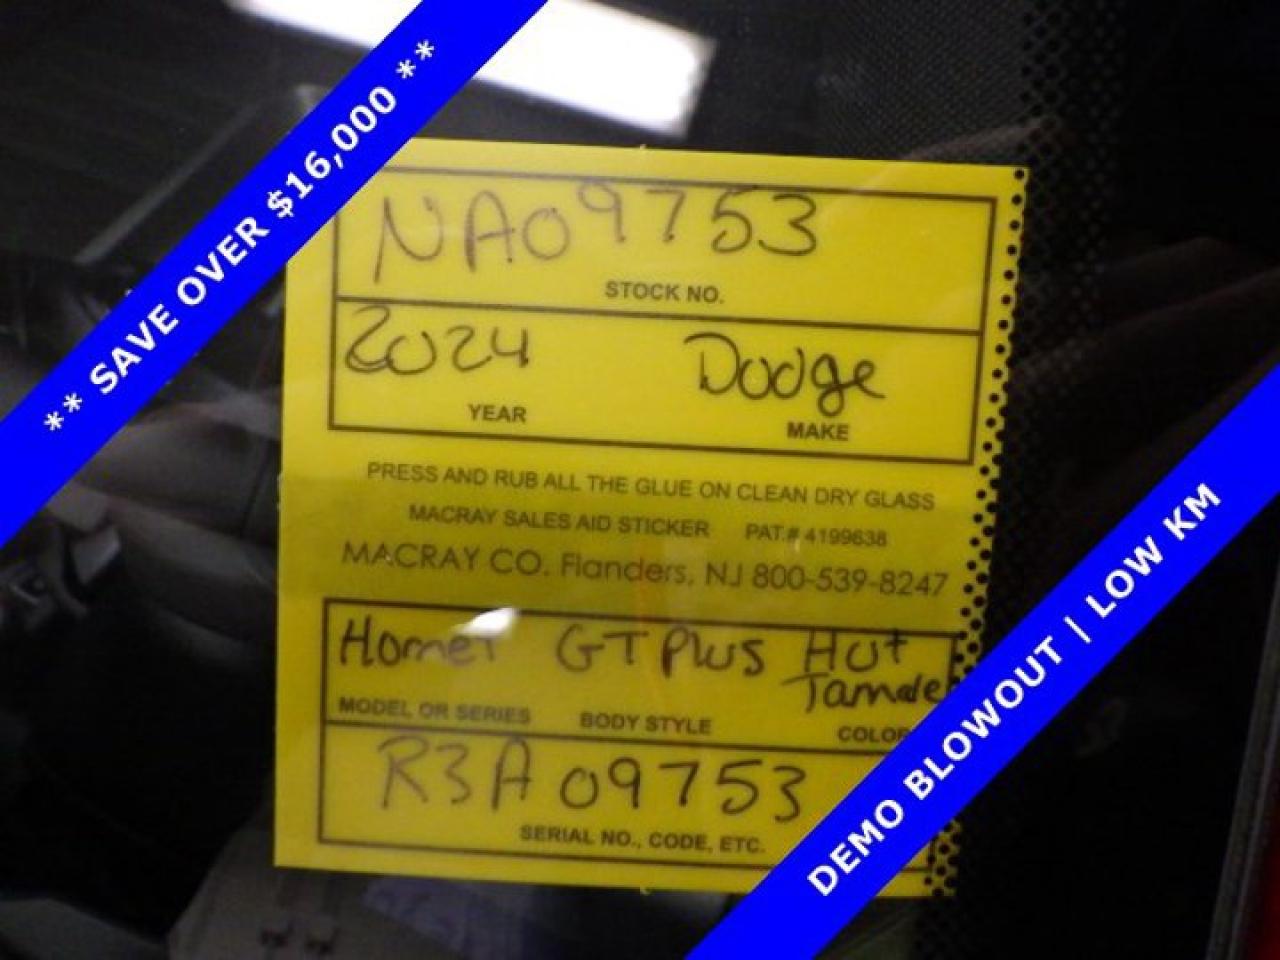 ** SAVE OVER $16,000 **
NA09753
STOCK NO.
2024 Dodge
YEAR MAKE
PRESS AND RUB ALL THE GLUE ON CLEAN DRY GLASS
MACRAY SALES AID STICKER PAT.# 4199638
MACRAY CO. Flanders, NJ 800-539-8247
Hornet GT Plus Hot
Tamale
MODEL OR SERIES BODY STYLE COLOR
R3A09753
SERIAL NO., CODE, ETC.
DEMO BLOWOUT | LOW KM